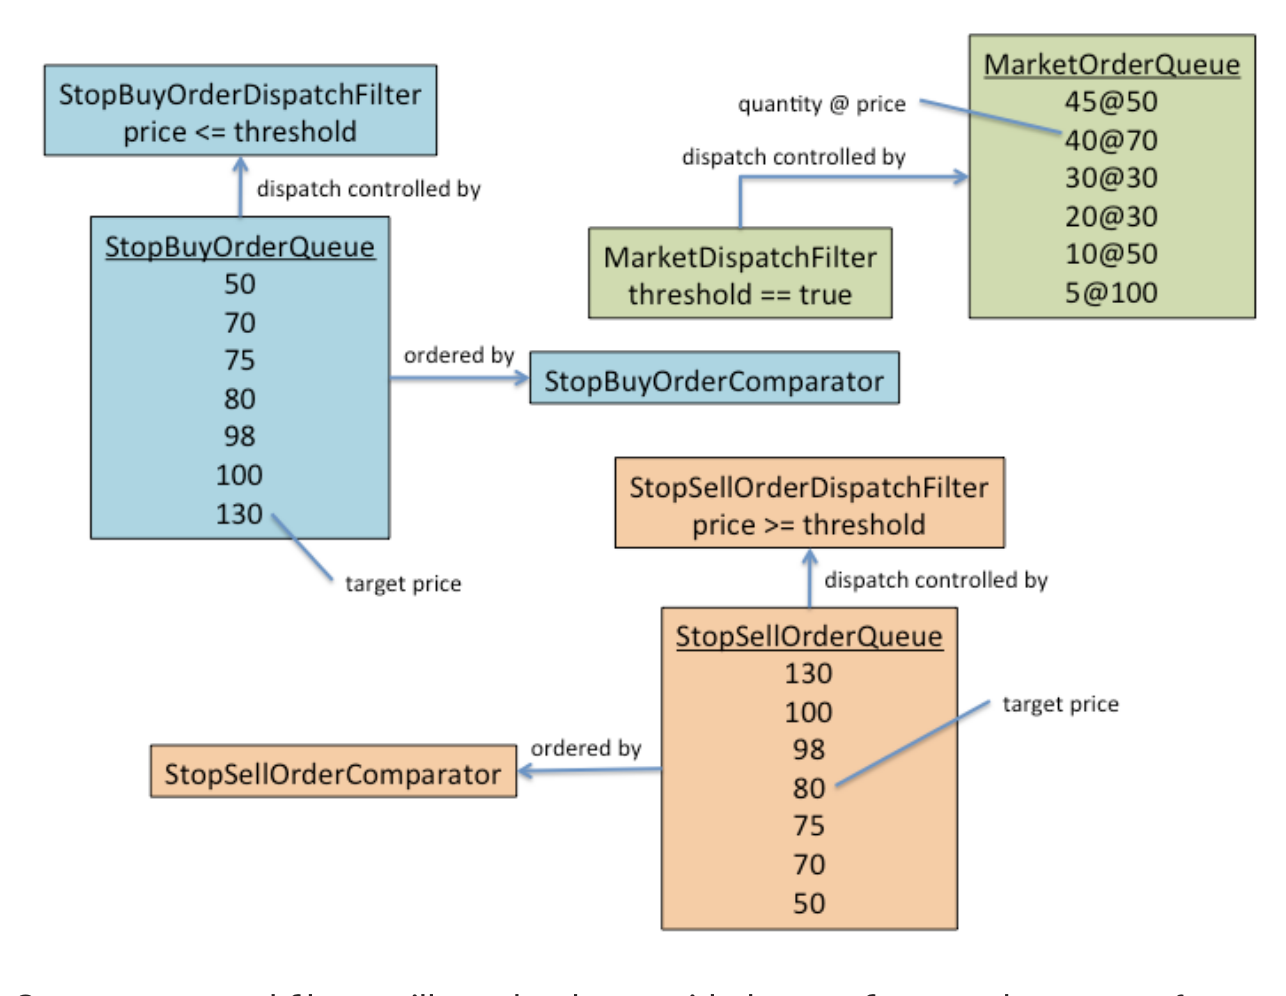 StopBuyOrderDispatchFilter
price <= threshold
dispatch controlled by
StopBuyOrderQueue
50
70
75
80
98
100
130
target price
ordered by
StopBuyOrderComparator
quantity @ price
dispatch controlled by
MarketDispatchFilter
threshold == true
MarketOrderQueue
45@50
40@70
30@30
20@30
10@50
5@100
StopSellOrderDispatchFilter
price >= threshold
dispatch controlled by
StopSellOrderQueue
130
100
98
80
75
70
50
target price
ordered by
StopSellOrderComparator